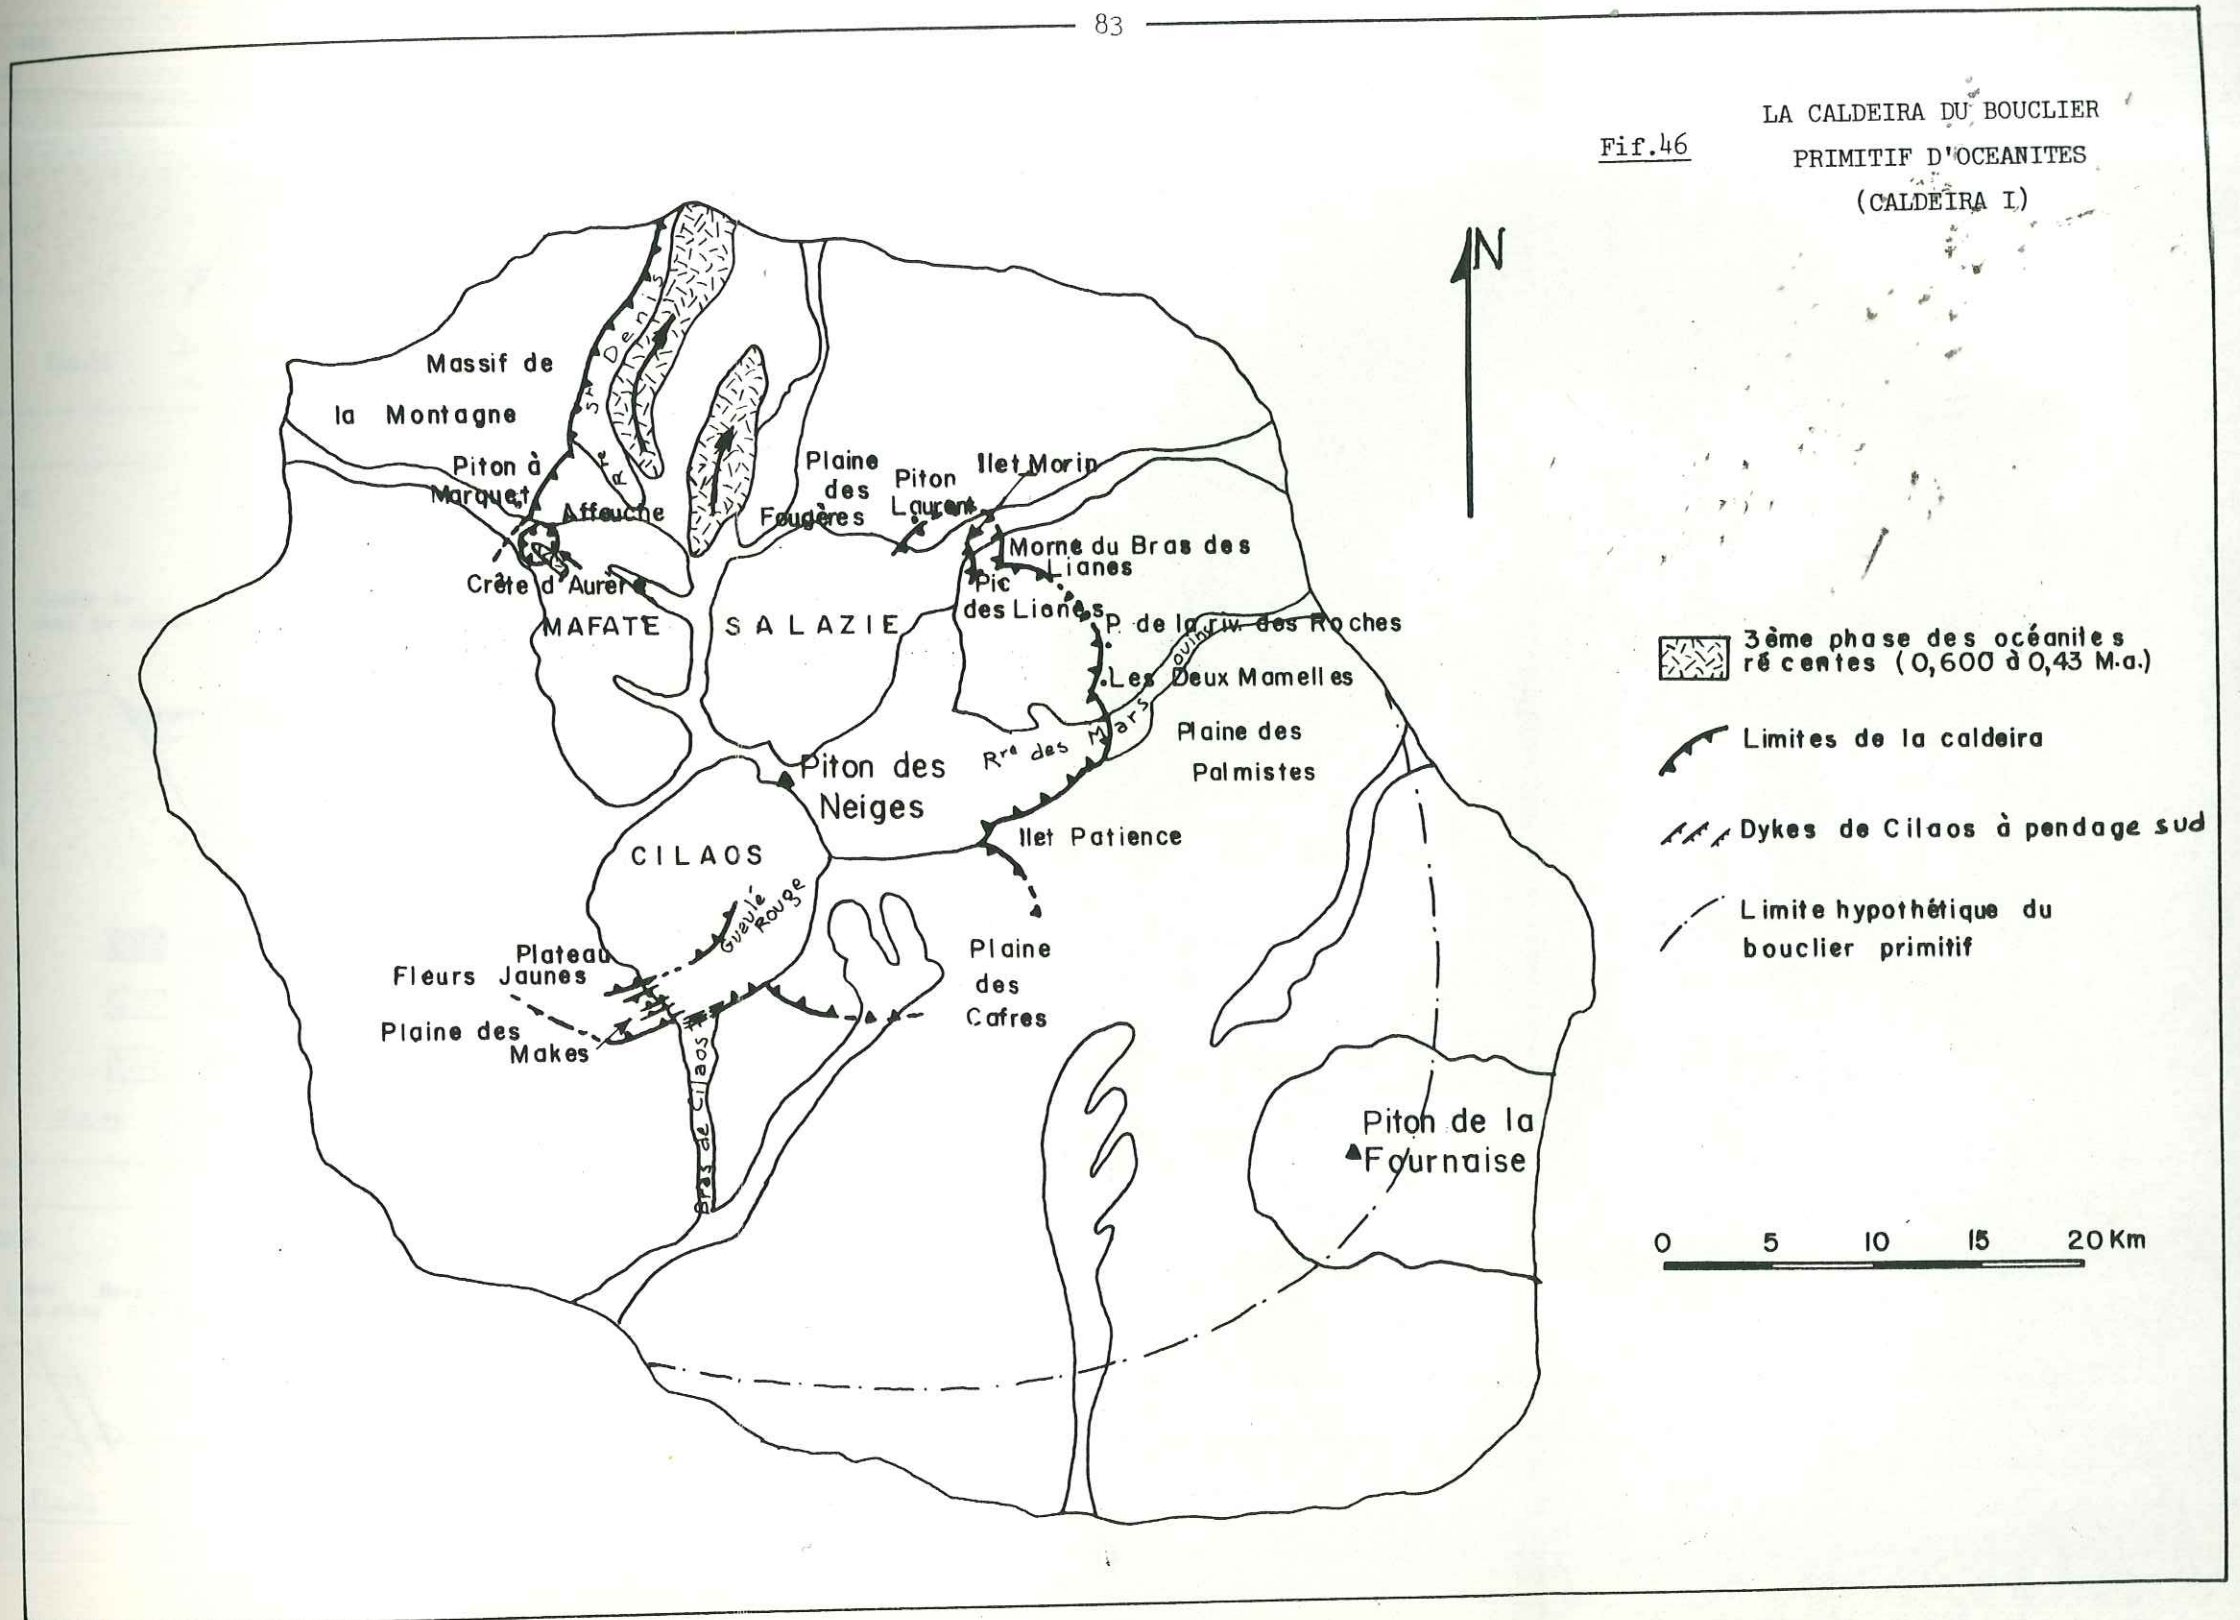 83
LA CALDEIRA DU BOUCLIER
Fif.46
PRIMITIF D'OCEANITES
(CALDEIRA I)
N
Massif de
la Montagne
Rre St Denis
Piton à
Marquet
Affouche
Plaine
des
Fougères
Piton
Laurent
Ilet Morin
Crête d'Aurère
Morne du Bras des
Lianes
Pic
des Lianes
MAFATE
SALAZIE
P. de la riv. des Roches
Les Deux Mamelles
Rre des Mars
Plaine des
Palmistes
Piton des
Neiges
Ilet Patience
CILAOS
Gueulé
Rouge
Plateau
Fleurs Jaunes
Plaine des
Makes
Bras de Cilaos
Plaine
des
Cafres
Piton de la
Fournaise
3ème phase des océanites
récentes (0,600 à 0,43 M.a.)
Limites de la caldeira
Dykes de Cilaos à pendage sud
Limite hypothétique du
bouclier primitif
0 5 10 15 20 Km